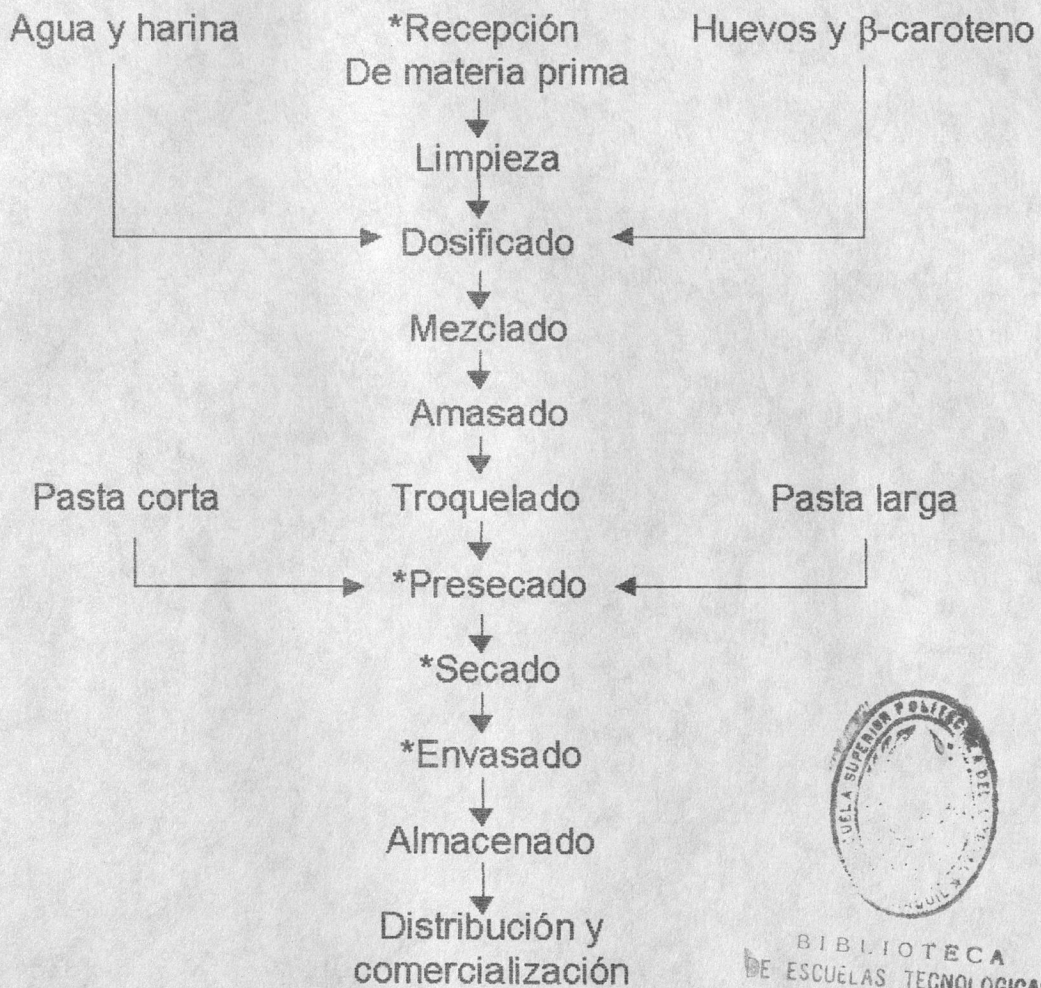 Agua y harina
*Recepción
De materia prima
Huevos y β-caroteno
Limpieza
Dosificado
Mezclado
Amasado
Pasta corta
Troquelado
Pasta larga
*Presecado
*Secado
*Envasado
Almacenado
Distribución y
comercialización
SUPERIOR
BIBLIOTECA
DE ESCUELAS TECNOLOGICAS